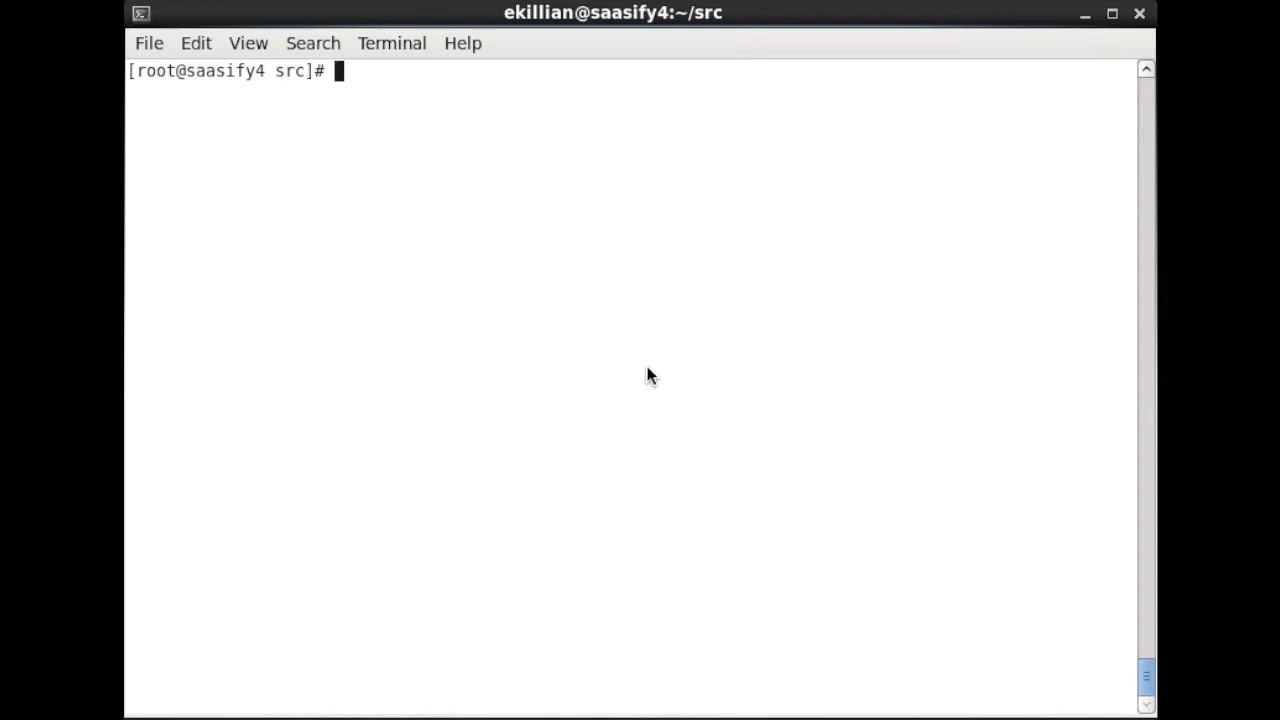 ekillian@saasify4:~/src
File Edit View Search Terminal Help
[root@saasify4 src]#